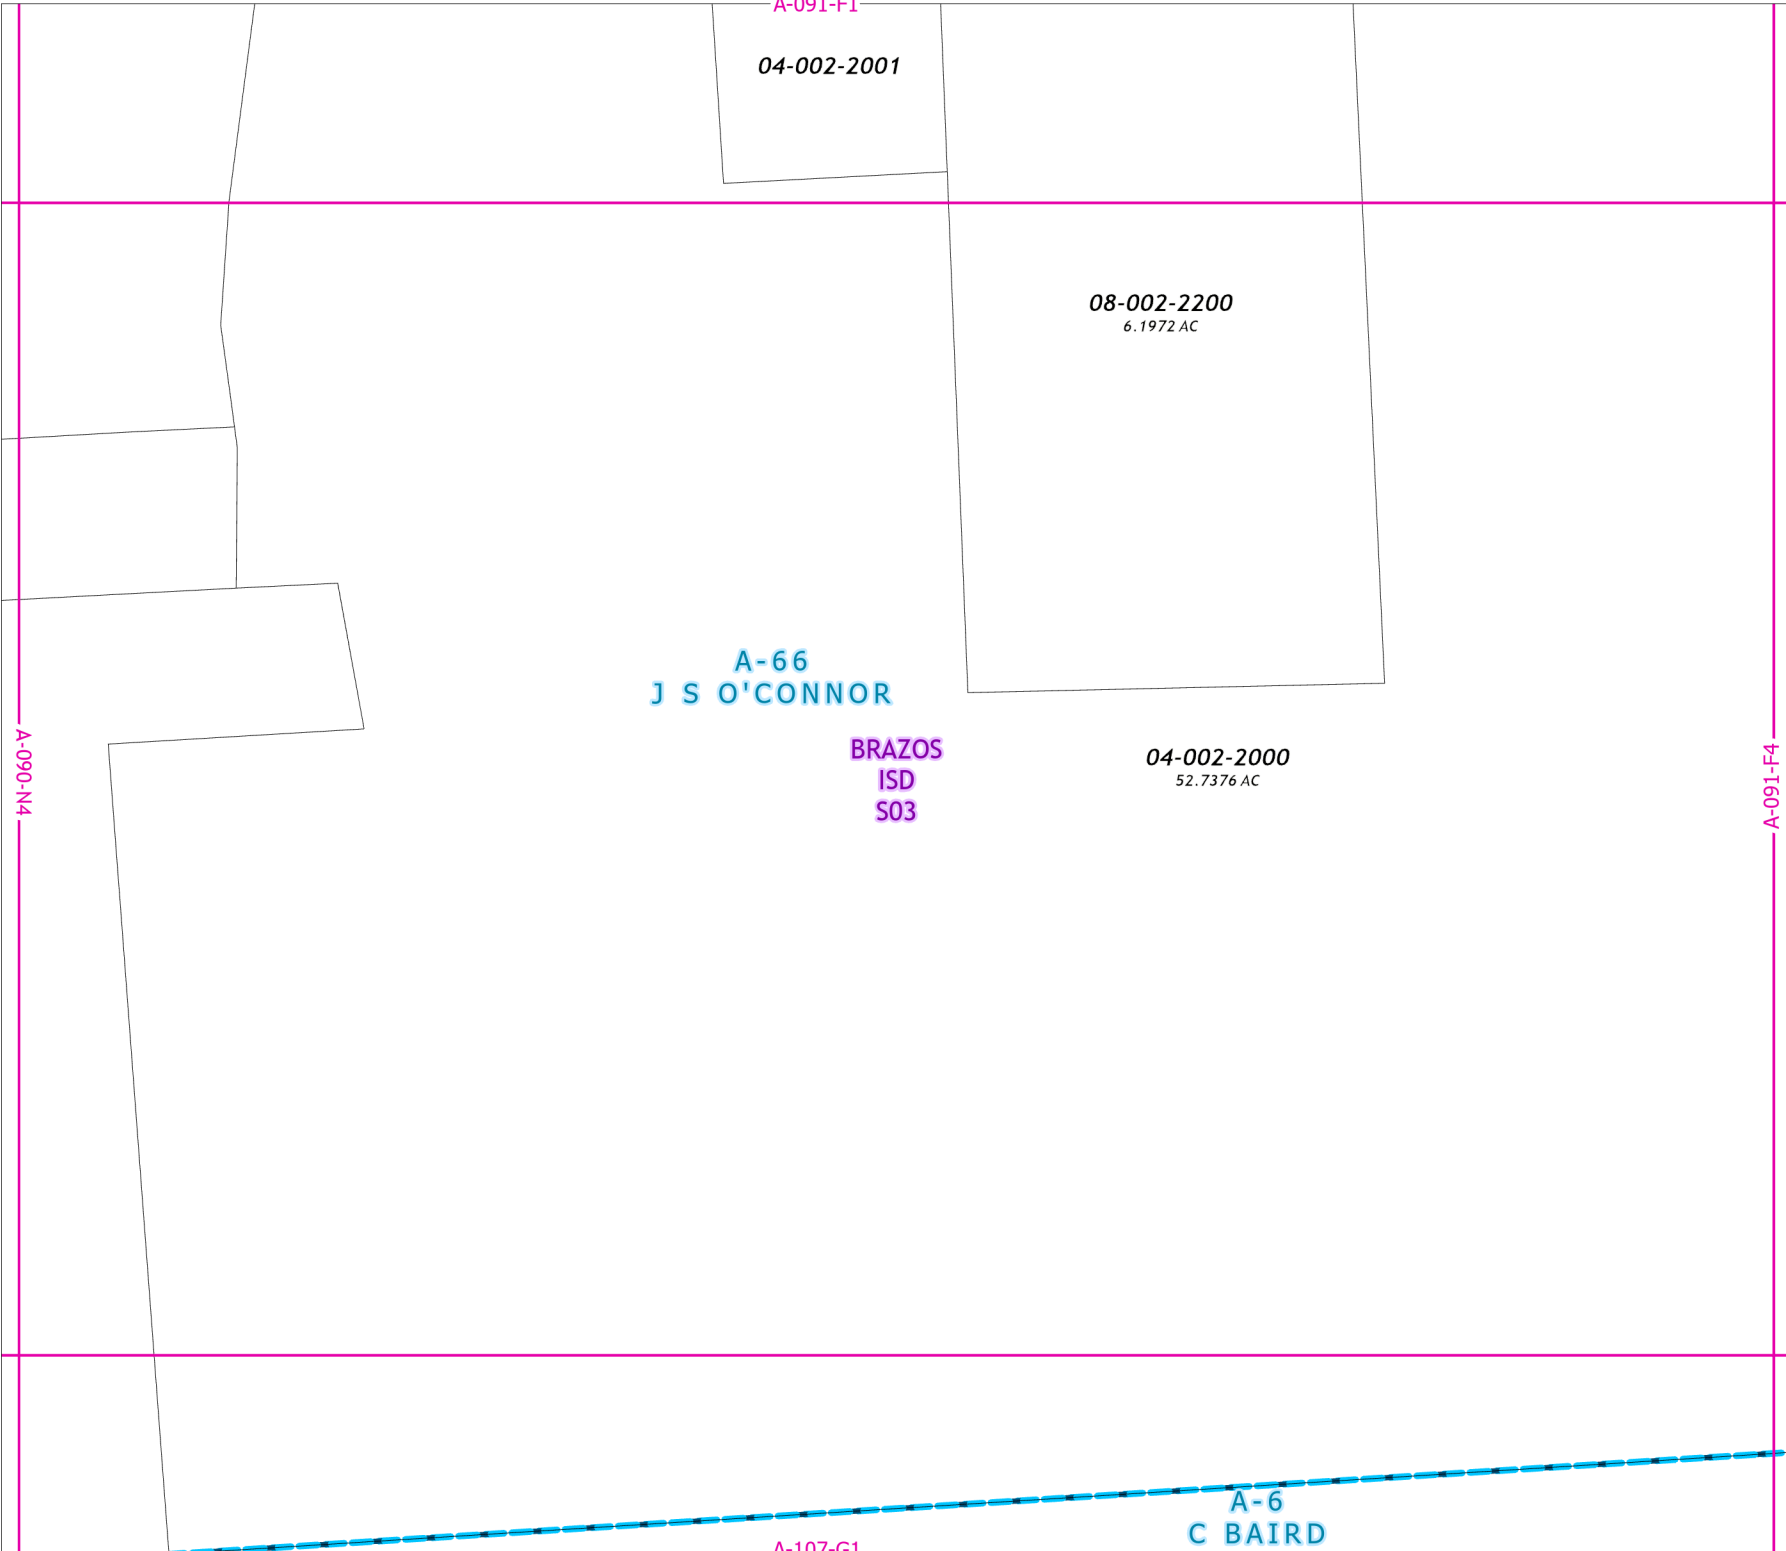 A-091-F1
04-002-2001
08-002-2200
6.1972 AC
A-66
J S O'CONNOR
BRAZOS
ISD
S03
04-002-2000
52.7376 AC
A-090-N4
A-091-F4
A-6
C BAIRD
A-107-G1